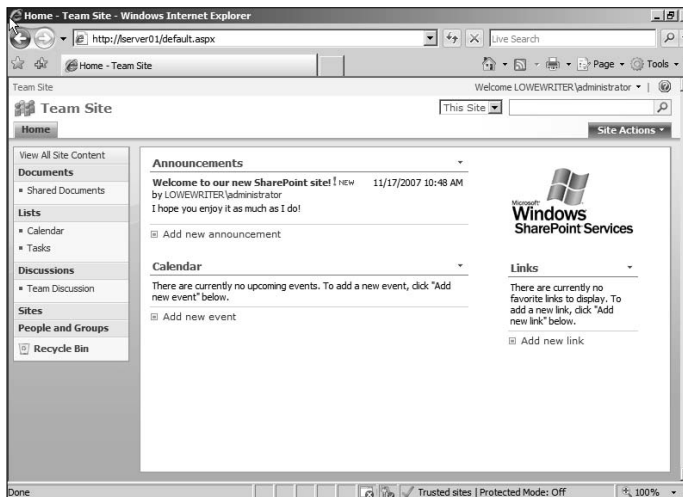 Home - Team Site - Windows Internet Explorer
http://server01/default.aspx
Live Search
Home - Team Site
Page
Tools
Team Site
Welcome LOWEWRITER\administrator
Team Site
This Site
Home
Site Actions
View All Site Content
Documents
Shared Documents
Lists
Calendar
Tasks
Discussions
Team Discussion
Sites
People and Groups
Recycle Bin
Announcements
Welcome to our new SharePoint site! NEW 11/17/2007 10:48 AM
by LOWEWRITER\administrator
I hope you enjoy it as much as I do!
Add new announcement
Calendar
There are currently no upcoming events. To add a new event, click "Add
new event" below.
Add new event
Microsoft
Windows
SharePoint Services
Links
There are currently no
favorite links to display. To
add a new link, click "Add
new link" below.
Add new link
Done
Trusted sites | Protected Mode: Off
100%